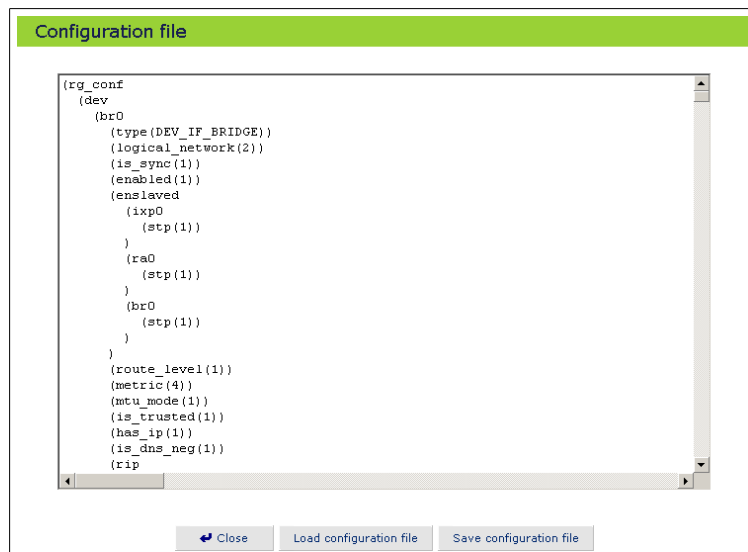 Configuration file
(rg_conf
  (dev
    (br0
      (type(DEV_IF_BRIDGE))
      (logical_network(2))
      (is_sync(1))
      (enabled(1))
      (enslaved
        (ixp0
          (stp(1))
        )
        (ra0
          (stp(1))
        )
        (br0
          (stp(1))
        )
      )
      (route_level(1))
      (metric(4))
      (mtu_mode(1))
      (is_trusted(1))
      (has_ip(1))
      (is_dns_neg(1))
      (rip
Close Load configuration file Save configuration file